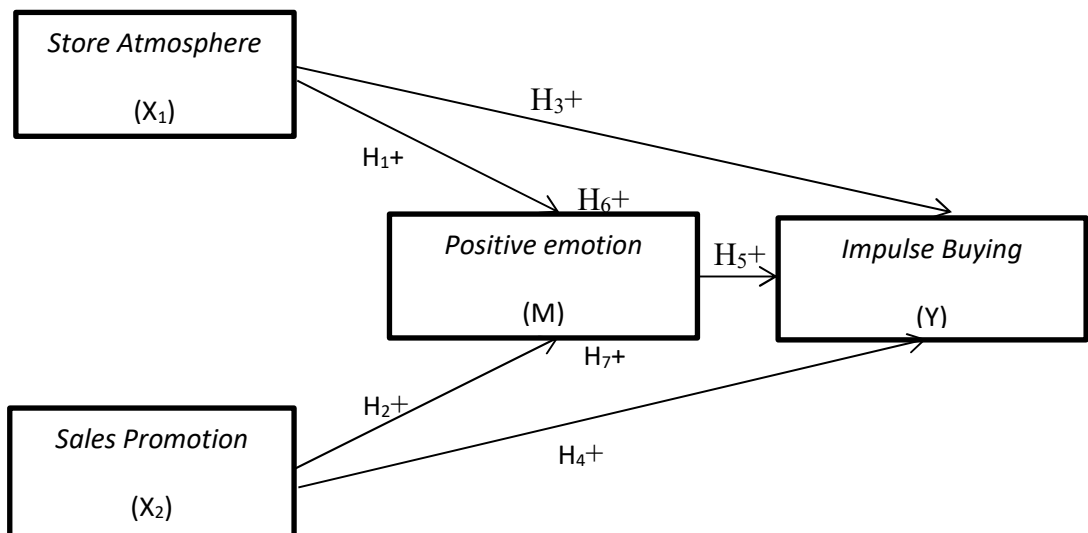 Store Atmosphere
(X₁)
H₃+
H₁+
H₆+
Positive emotion
(M)
H₅+
Impulse Buying
(Y)
H₇+
H₂+
Sales Promotion
(X₂)
H₄+